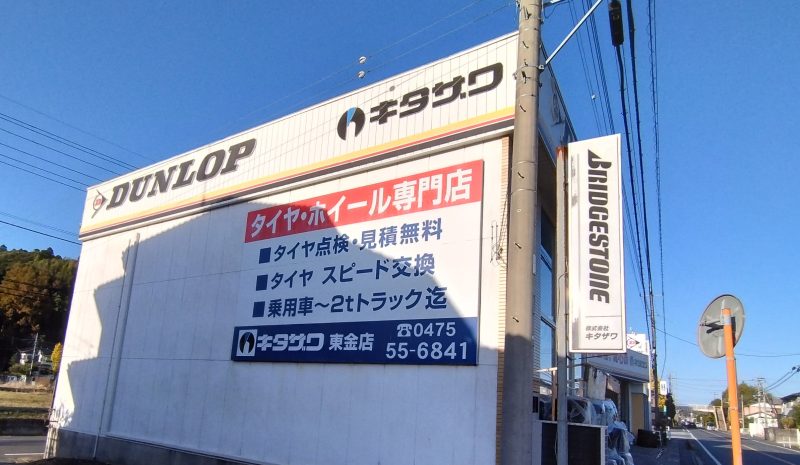 DUNLOP
キタザワ
タイヤ・ホイール専門店
■タイヤ点検・見積無料
■タイヤ スピード交換
■乗用車～2tトラック迄
キタザワ 東金店
☎0475
55-6841
BRIDGESTONE
株式会社
キタザワ